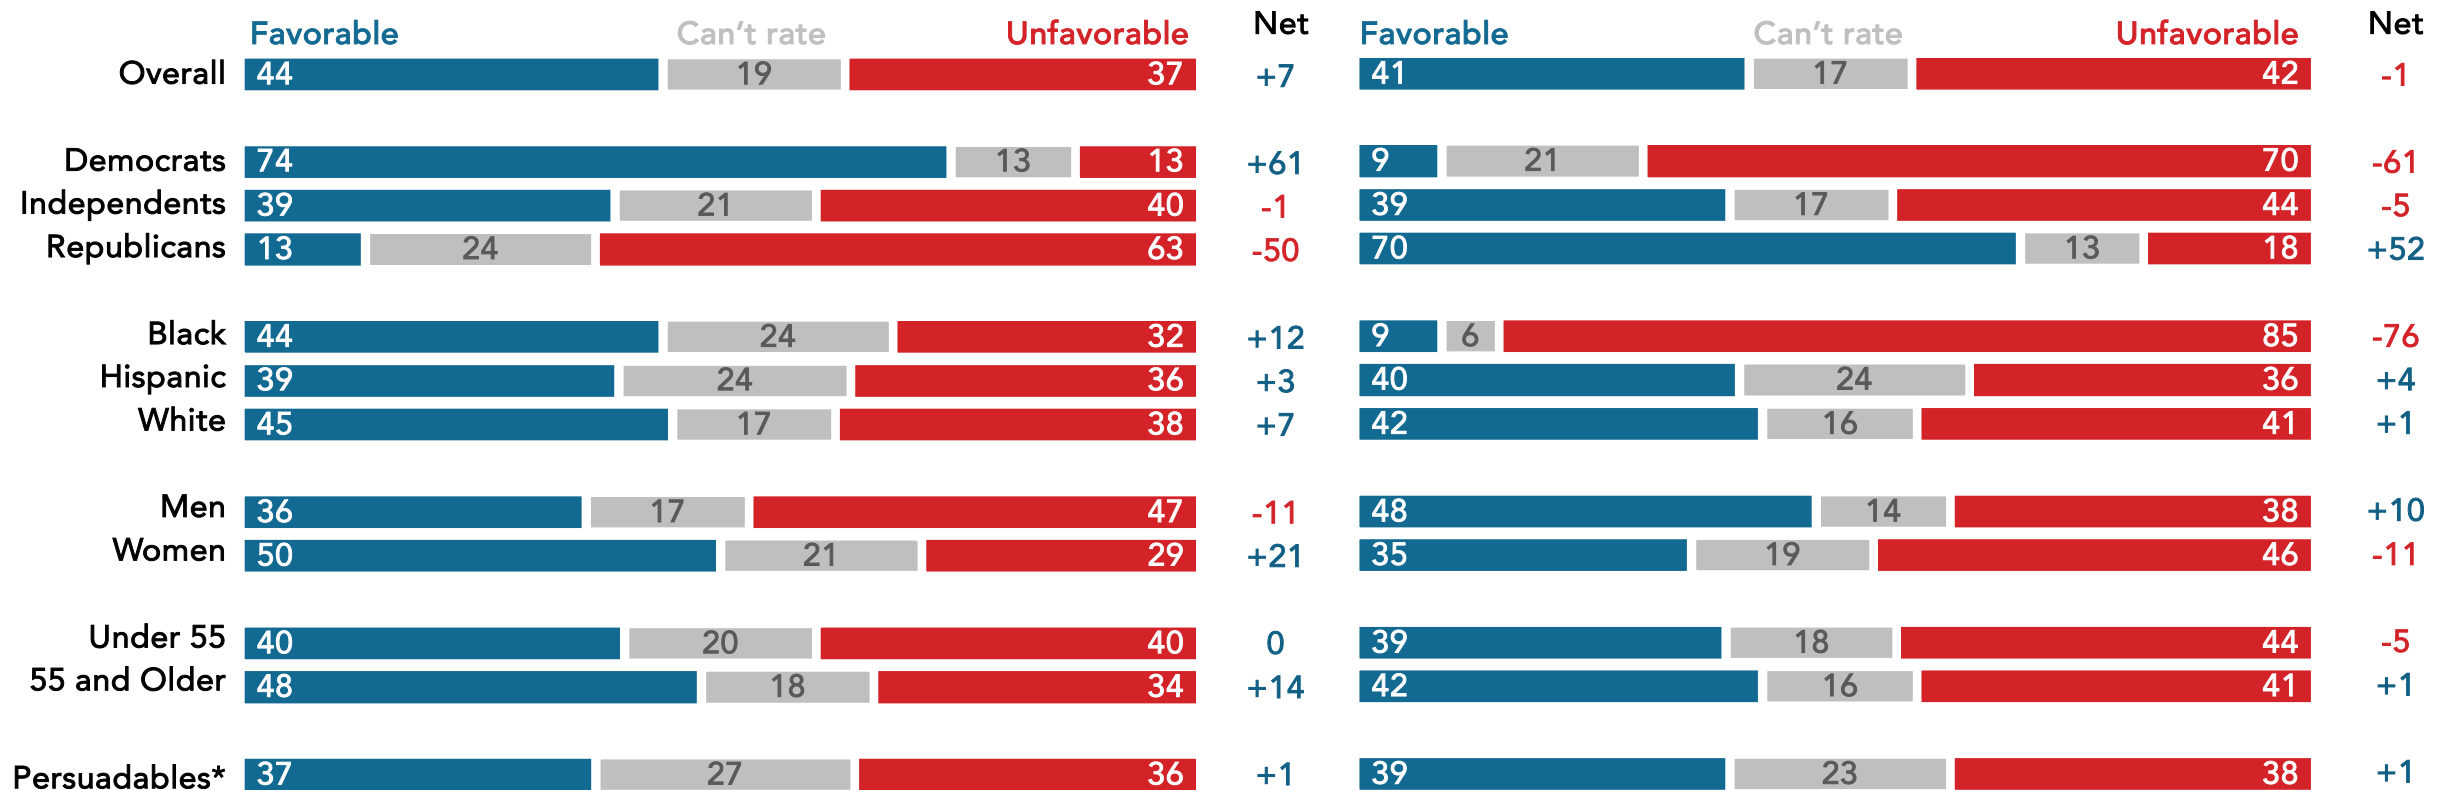 Favorable Can't rate Unfavorable Net Favorable Can't rate Unfavorable Net
Overall 44 19 37 +7 41 17 42 -1
Democrats 74 13 13 +61 9 21 70 -61
Independents 39 21 40 -1 39 17 44 -5
Republicans 13 24 63 -50 70 13 18 +52
Black 44 24 32 +12 9 6 85 -76
Hispanic 39 24 36 +3 40 24 36 +4
White 45 17 38 +7 42 16 41 +1
Men 36 17 47 -11 48 14 38 +10
Women 50 21 29 +21 35 19 46 -11
Under 55 40 20 40 0 39 18 44 -5
55 and Older 48 18 34 +14 42 16 41 +1
Persuadables* 37 27 36 +1 39 23 38 +1